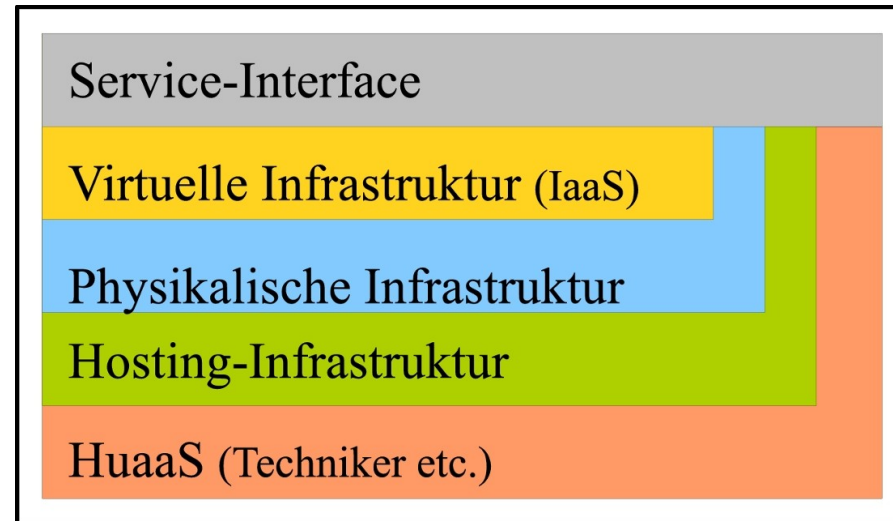 Service-Interface
Virtuelle Infrastruktur (IaaS)
Physikalische Infrastruktur
Hosting-Infrastruktur
HuaaS (Techniker etc.)